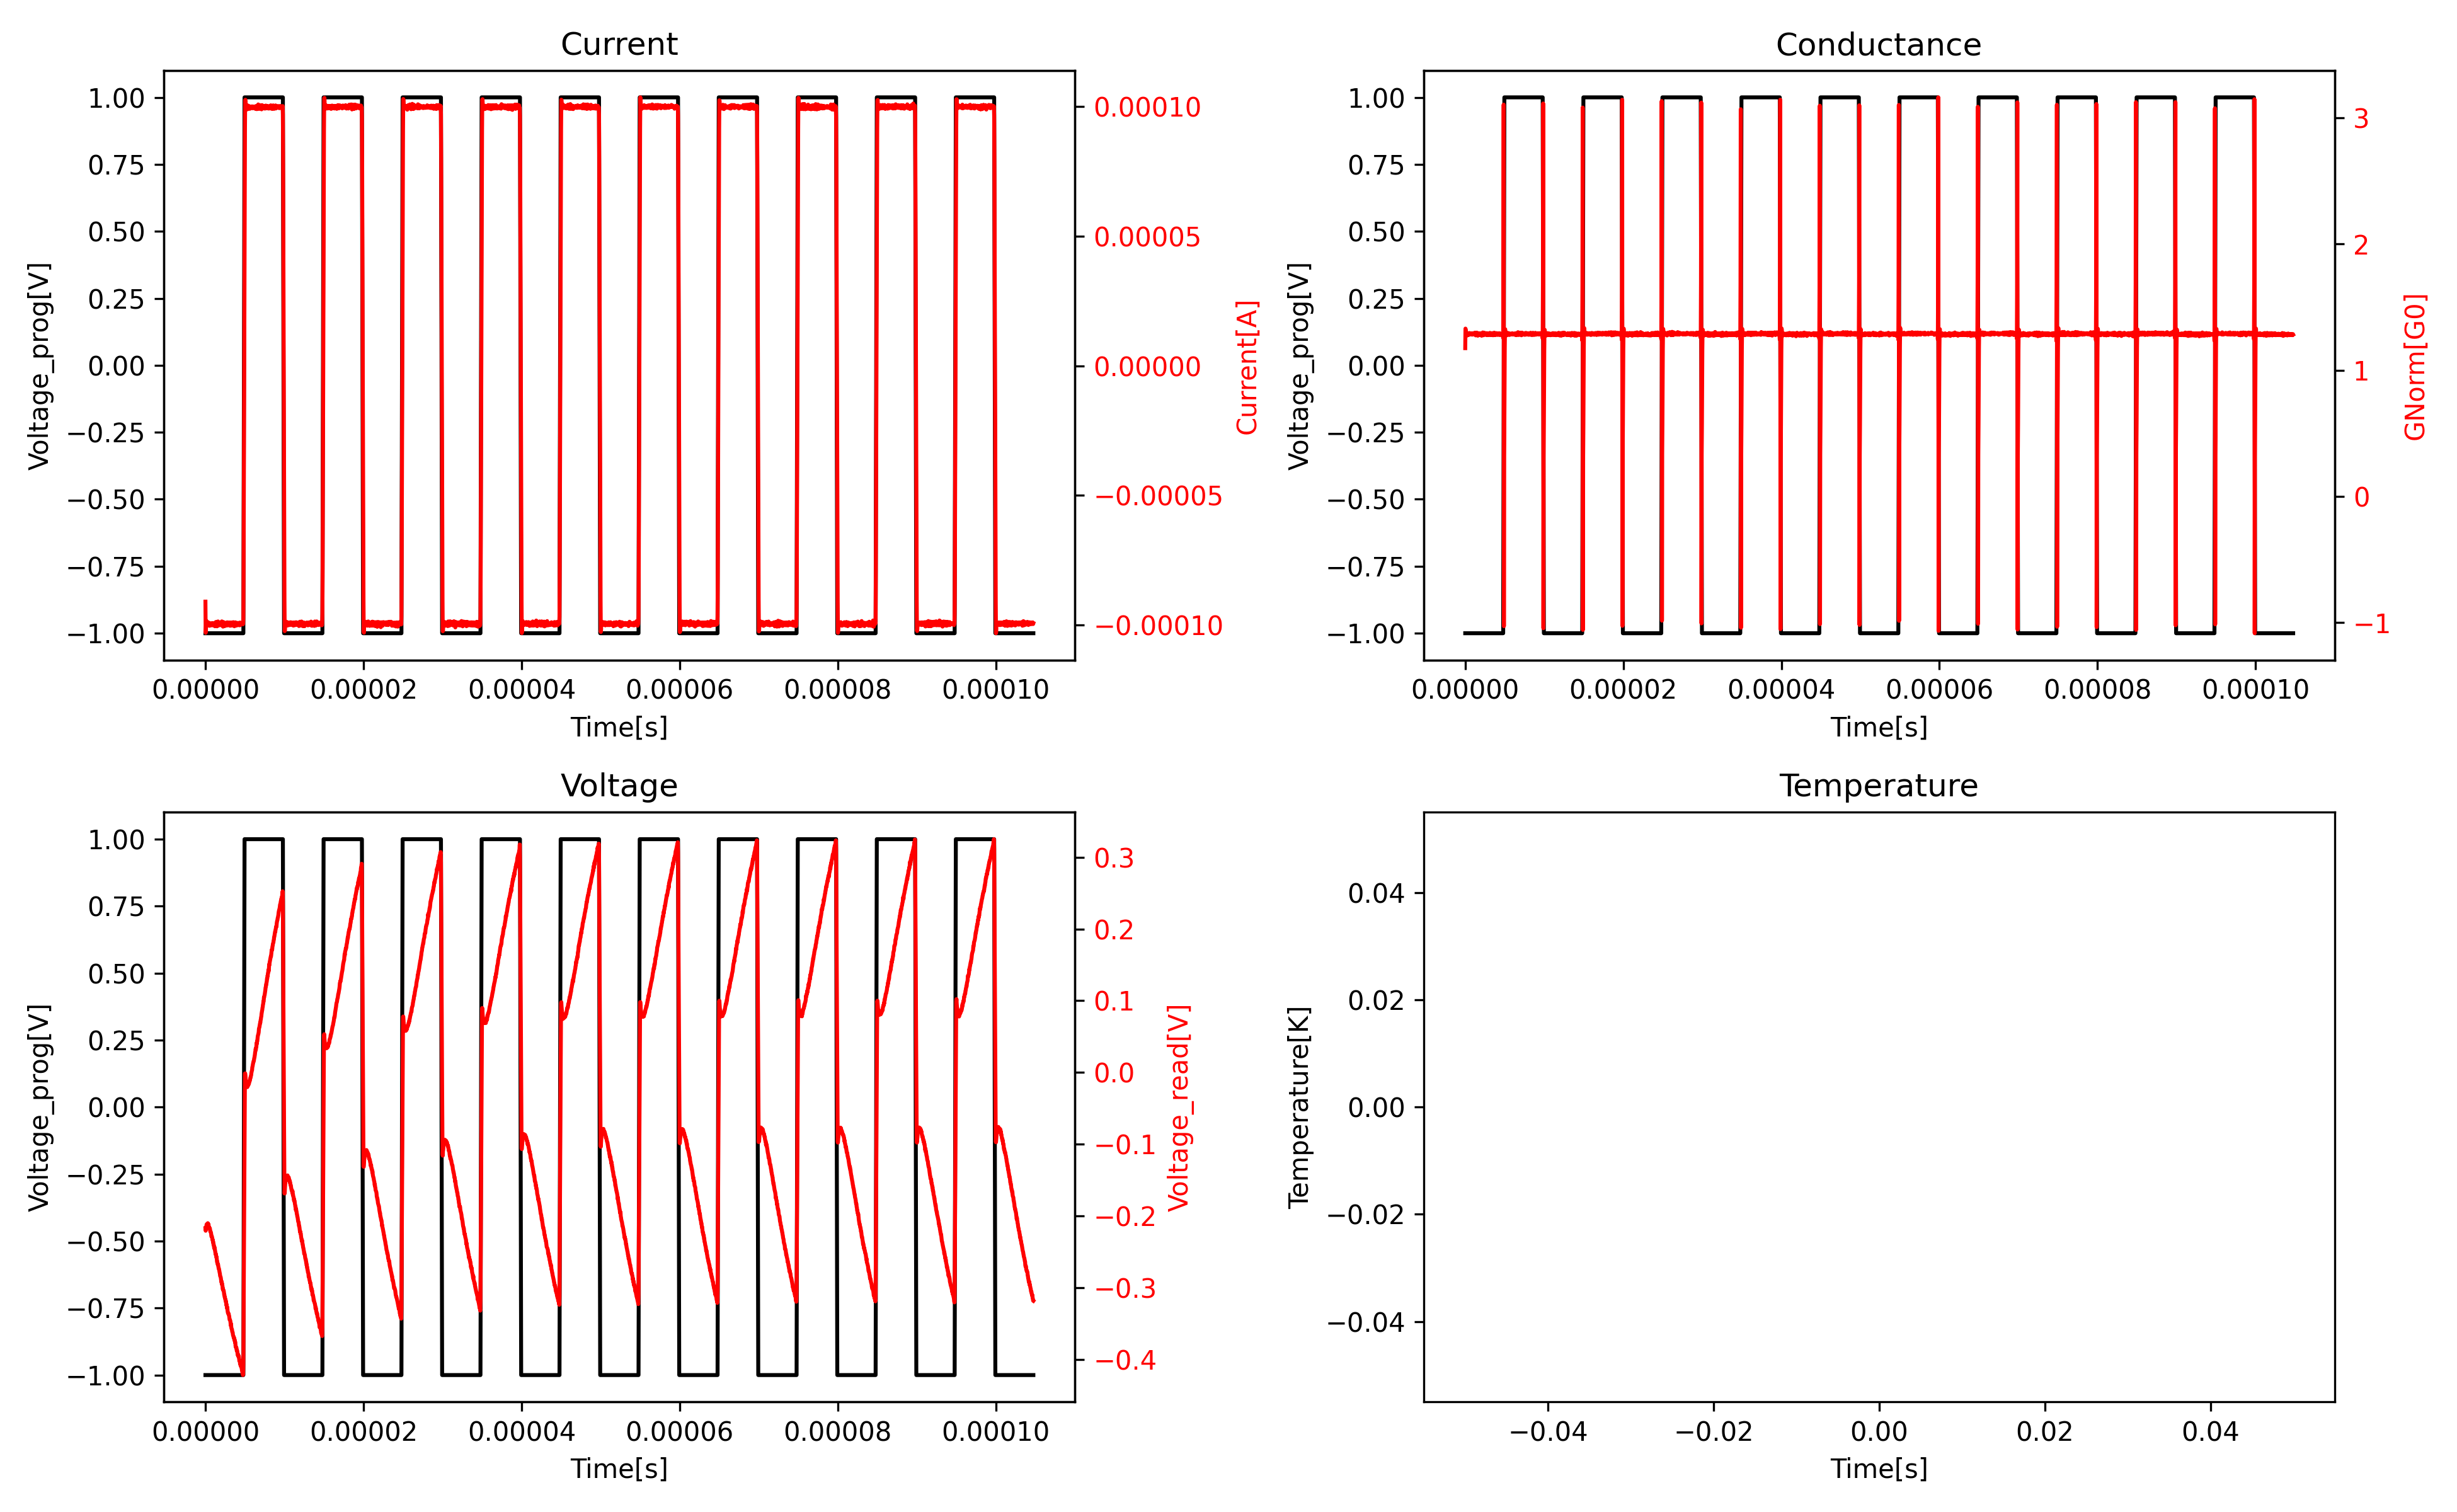 Current
Voltage_prog[V]
1.00
0.75
0.50
0.25
0.00
−0.25
−0.50
−0.75
−1.00
0.00010
0.00005
0.00000
−0.00005
−0.00010
Current[A]
0.00000 0.00002 0.00004 0.00006 0.00008 0.00010
Time[s]
Conductance
Voltage_prog[V]
1.00
0.75
0.50
0.25
0.00
−0.25
−0.50
−0.75
−1.00
3
2
1
0
−1
GNorm[G0]
0.00000 0.00002 0.00004 0.00006 0.00008 0.00010
Time[s]
Voltage
Voltage_prog[V]
1.00
0.75
0.50
0.25
0.00
−0.25
−0.50
−0.75
−1.00
0.3
0.2
0.1
0.0
−0.1
−0.2
−0.3
−0.4
Voltage_read[V]
0.00000 0.00002 0.00004 0.00006 0.00008 0.00010
Time[s]
Temperature
Temperature[K]
0.04
0.02
0.00
−0.02
−0.04
−0.04 −0.02 0.00 0.02 0.04
Time[s]